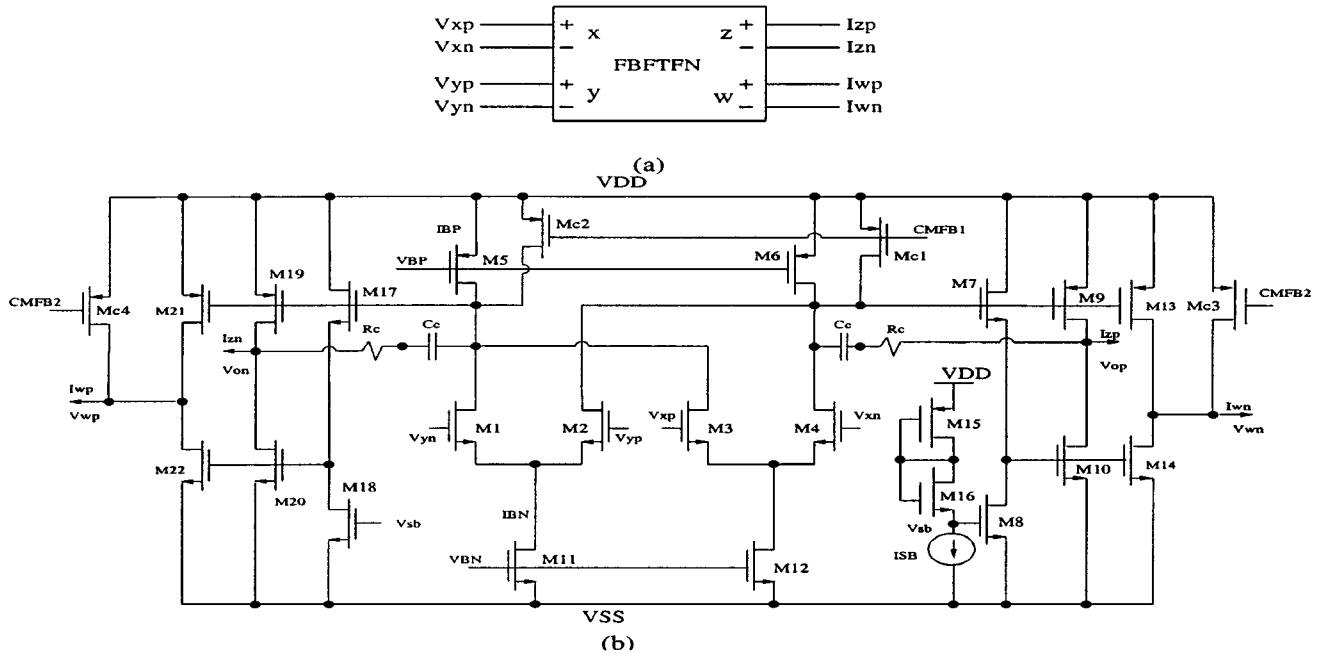 Vxp + x z + Izp
Vxn − − Izn
FBFTFN
Vyp + y w + Iwp
Vyn − − Iwn
(a)
VDD
IBP Mc2 CMFB1
VBP M5 M6 Mc1
M19 M17 M7 M9
CMFB2 Mc4 M21 M13 Mc3 CMFB2
Izn Rc Cc Cc Rc Izp
Von Vop
VDD
Iwp Iwn
Vwp Vwn
Vyn M1 M2 Vyp Vxp M3 M4 Vxn M15
M22 M20 M18 M16 M10 M14
Vsb Vsb M8
IBN ISB
VBN M11 M12
VSS
(b)